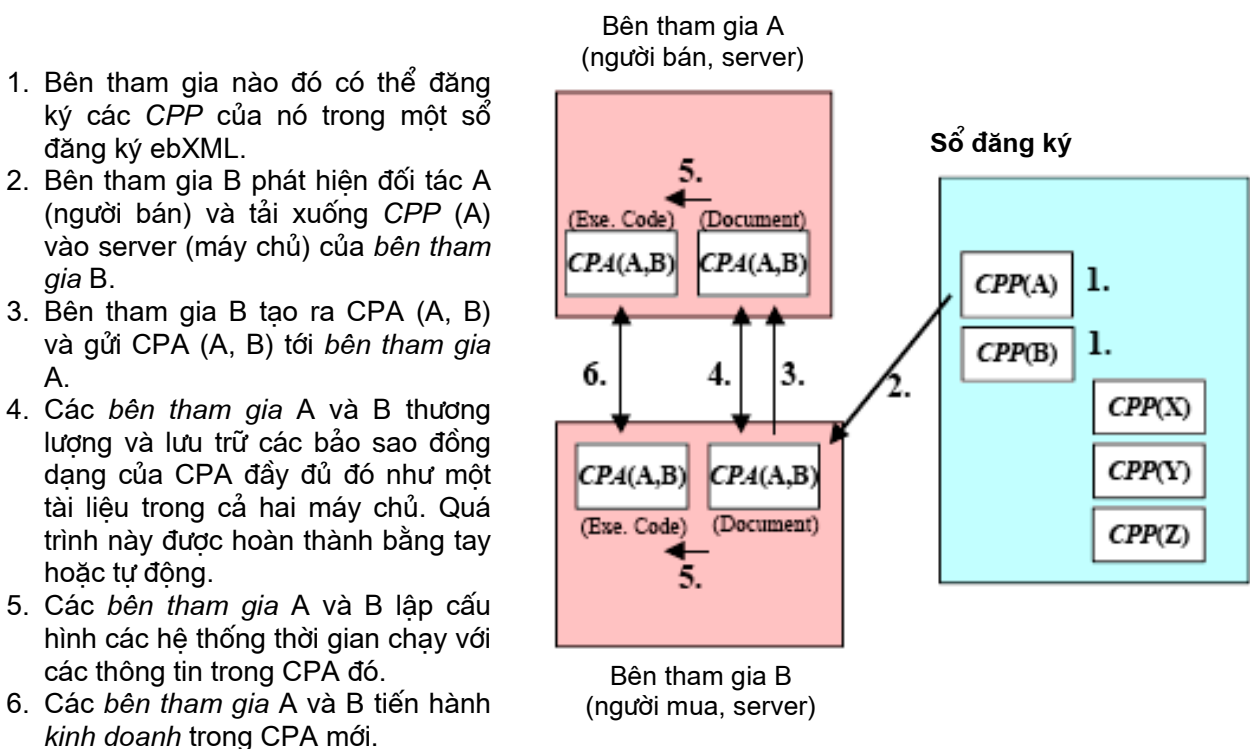 1. Bên tham gia nào đó có thể đăng
ký các CPP của nó trong một sổ
đăng ký ebXML.
2. Bên tham gia B phát hiện đối tác A
(người bán) và tải xuống CPP (A)
vào server (máy chủ) của bên tham
gia B.
3. Bên tham gia B tạo ra CPA (A, B)
và gửi CPA (A, B) tới bên tham gia
A.
4. Các bên tham gia A và B thương
lượng và lưu trữ các bảo sao đồng
dạng của CPA đầy đủ đó như một
tài liệu trong cả hai máy chủ. Quá
trình này được hoàn thành bằng tay
hoặc tự động.
5. Các bên tham gia A và B lập cấu
hình các hệ thống thời gian chạy với
các thông tin trong CPA đó.
6. Các bên tham gia A và B tiến hành
kinh doanh trong CPA mới.
Bên tham gia A
(người bán, server)
5.
(Exe. Code) (Document)
CPA(A,B) CPA(A,B)
6. 4. 3. 2.
CPA(A,B) CPA(A,B)
(Exe. Code) (Document)
5.
Bên tham gia B
(người mua, server)
Sổ đăng ký
CPP(A) 1.
CPP(B) 1.
CPP(X)
CPP(Y)
CPP(Z)